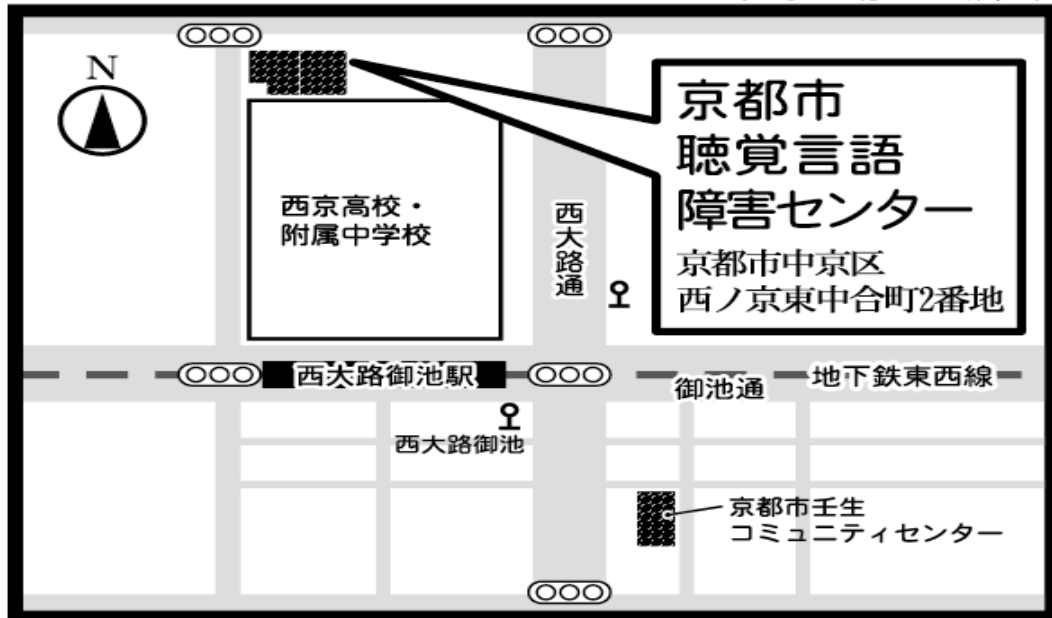 N
京都市
聴覚言語
障害センター
京都市中京区
西ノ京東中合町2番地
西京高校・
附属中学校
西大路通
西大路御池駅
御池通
地下鉄東西線
西大路御池
京都市壬生
コミュニティセンター